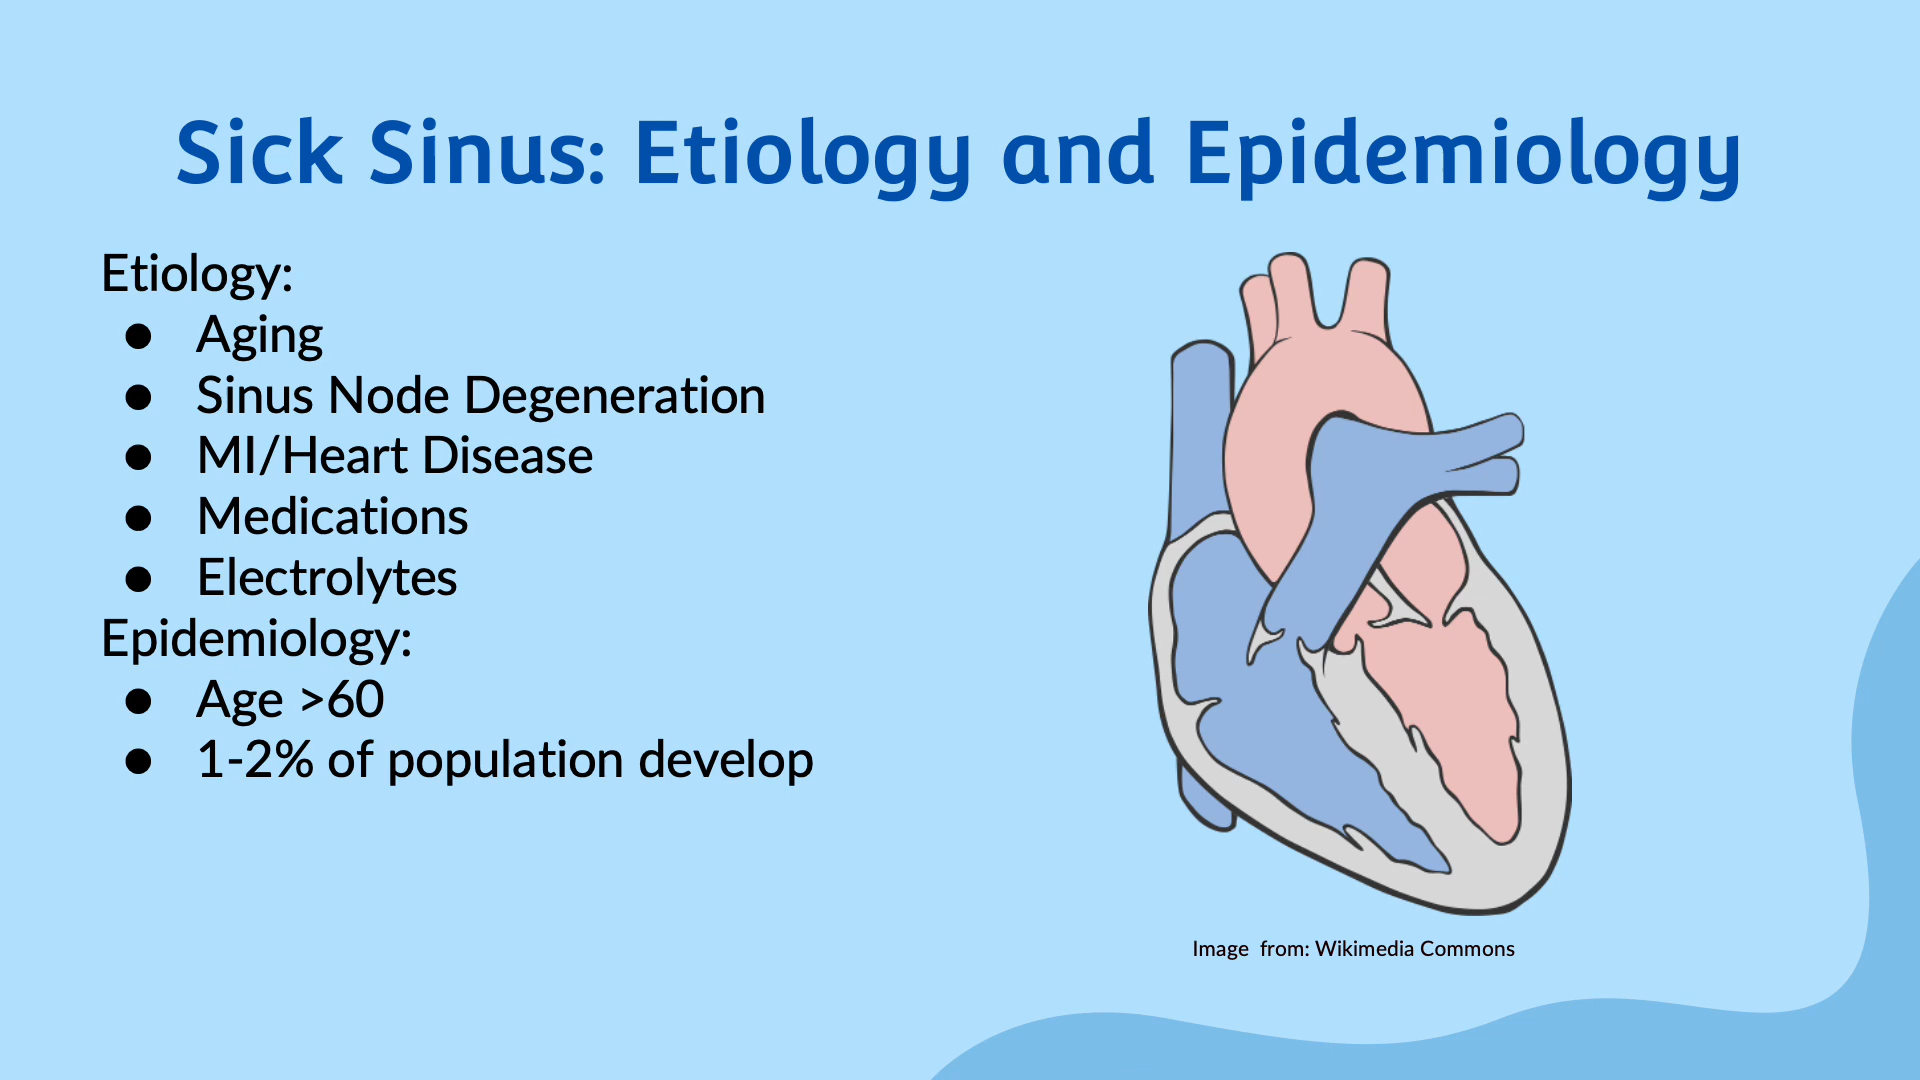 Sick Sinus: Etiology and Epidemiology
Etiology:
● Aging
● Sinus Node Degeneration
● MI/Heart Disease
● Medications
● Electrolytes
Epidemiology:
● Age >60
● 1-2% of population develop
Image from: Wikimedia Commons